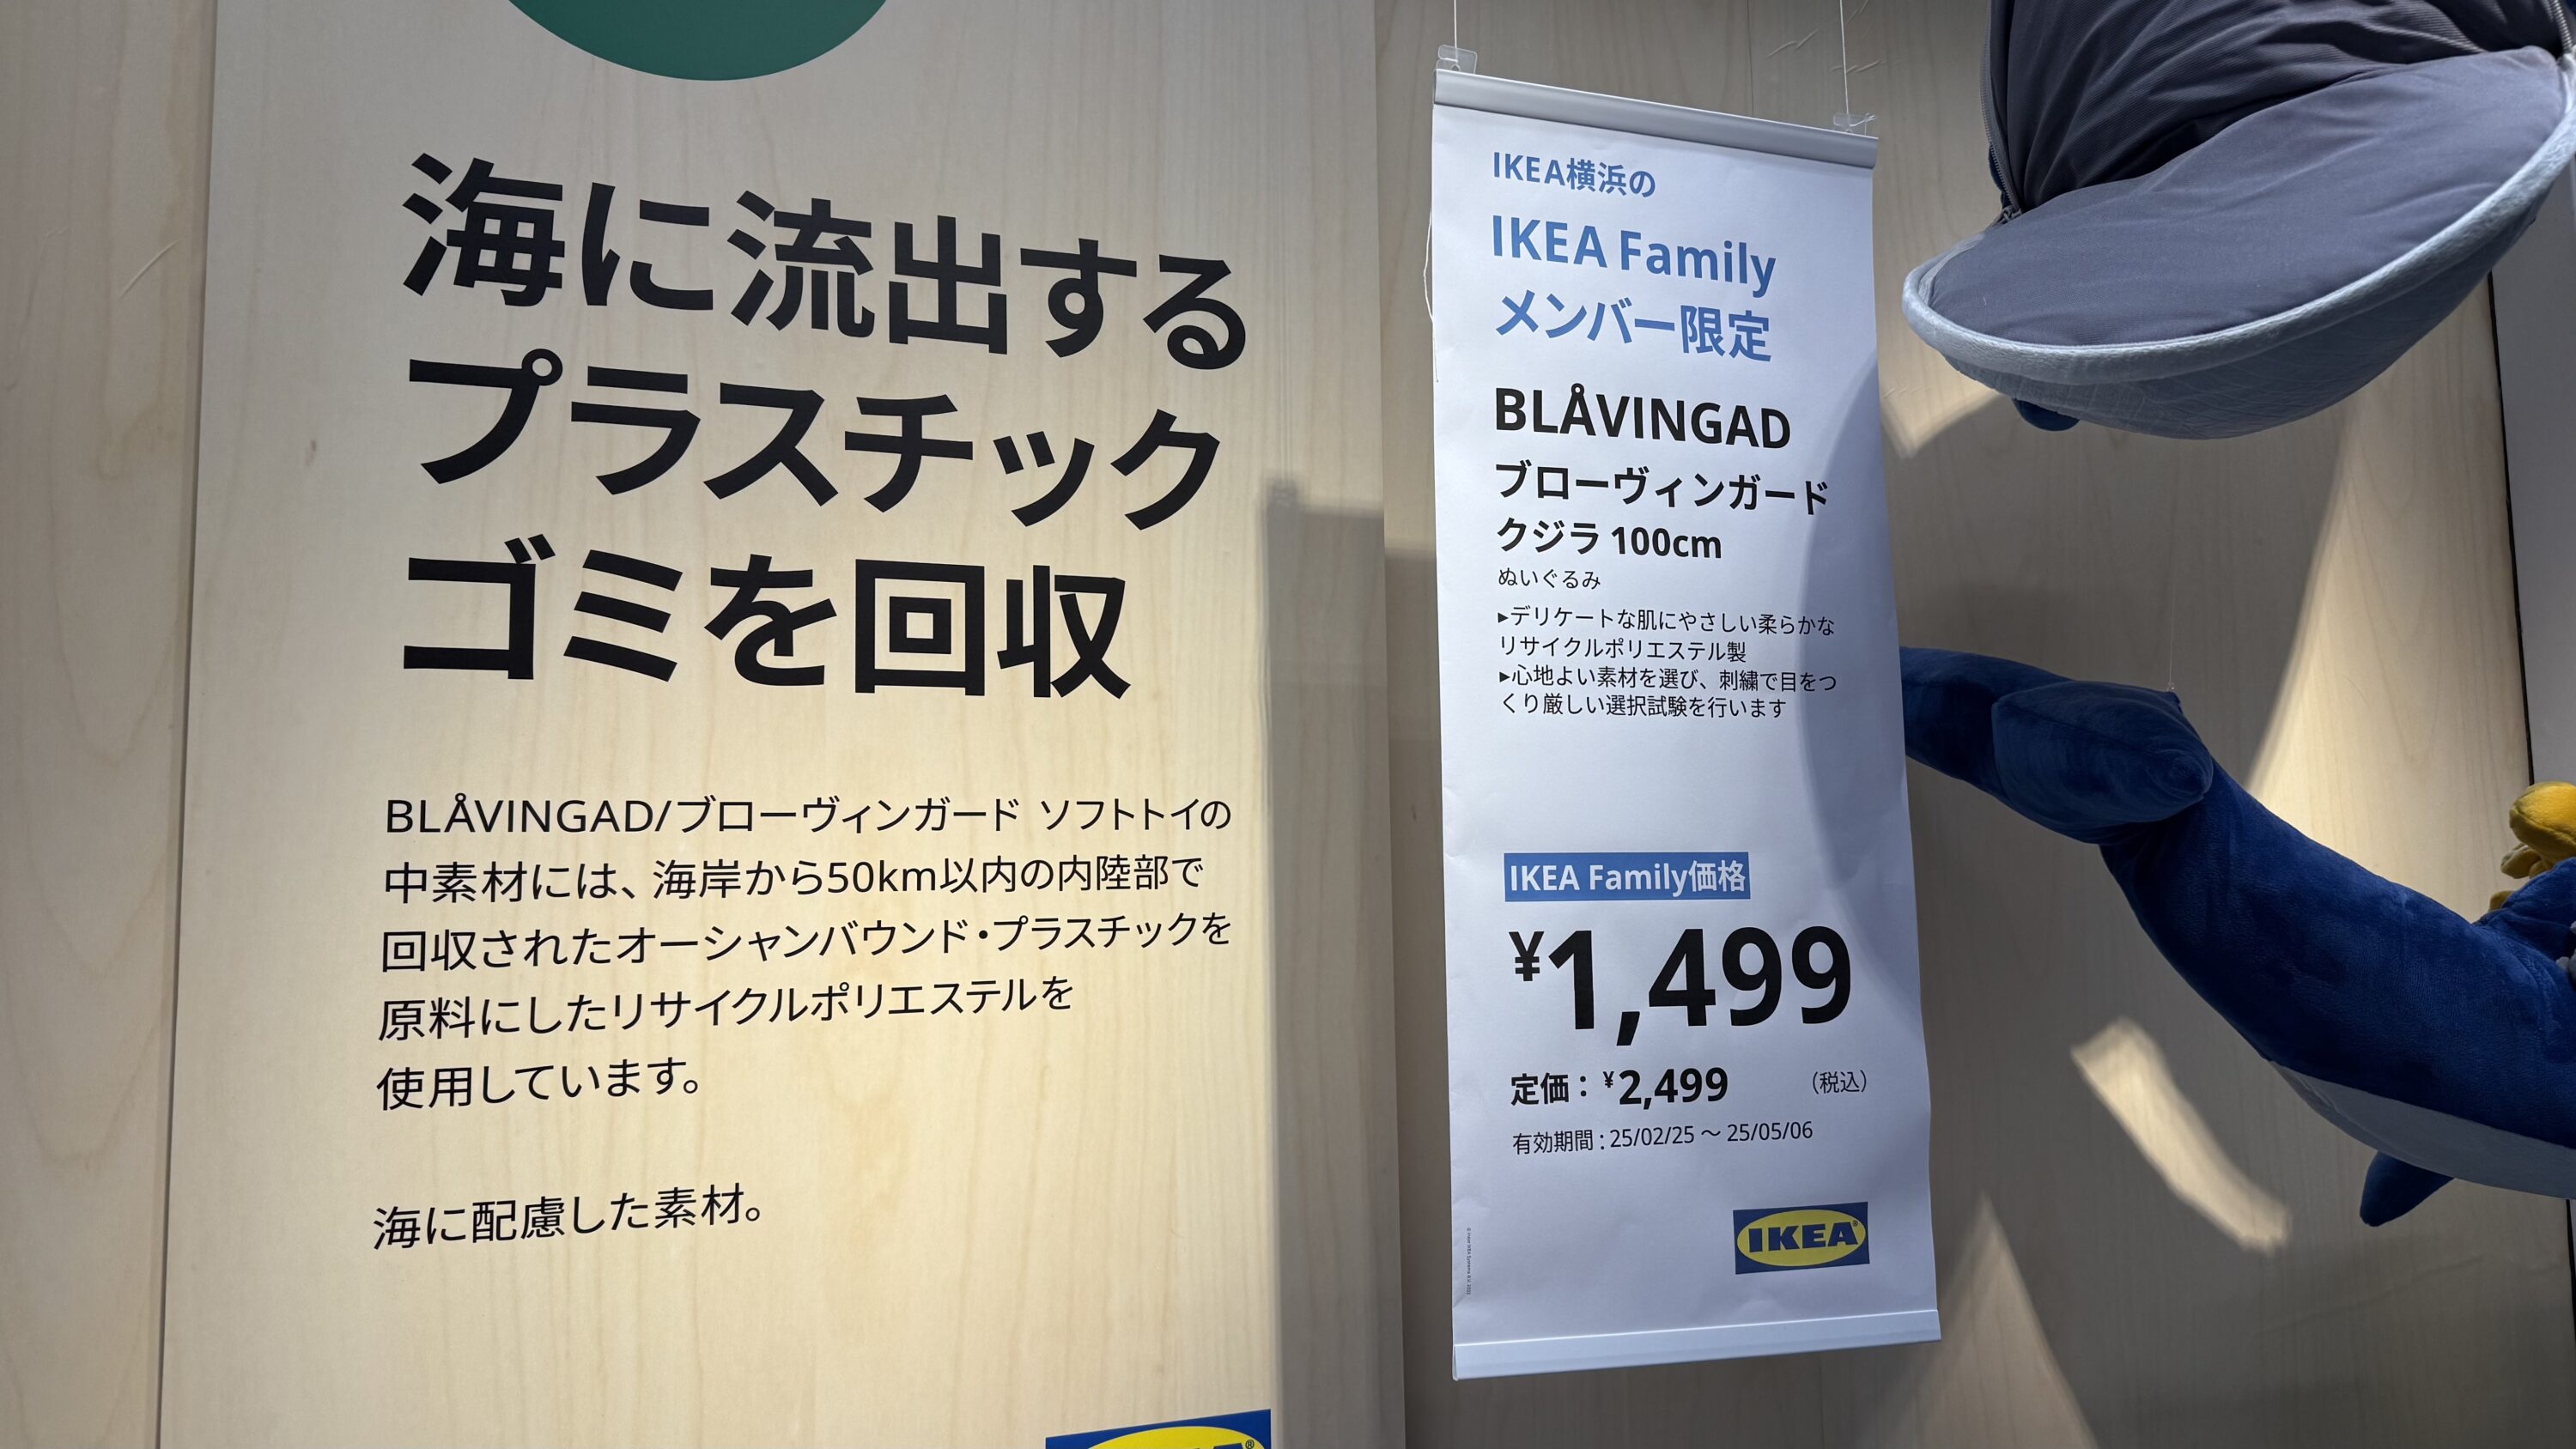 海に流出する
プラスチック
ゴミを回収
BLÅVINGAD/ブローヴィンガード ソフトトイの
中素材には、海岸から50km以内の内陸部で
回収されたオーシャンバウンド・プラスチックを
原料にしたリサイクルポリエステルを
使用しています。
海に配慮した素材。
IKEA横浜の
IKEA Family
メンバー限定
BLÅVINGAD
ブローヴィンガード
クジラ 100cm
ぬいぐるみ
▸デリケートな肌にやさしい柔らかな
リサイクルポリエステル製
▸心地よい素材を選び、刺繍で目をつ
くり厳しい選択試験を行います
IKEA Family価格
¥1,499
定価：¥2,499 （税込）
有効期間 : 25/02/25 ～ 25/05/06
IKEA®